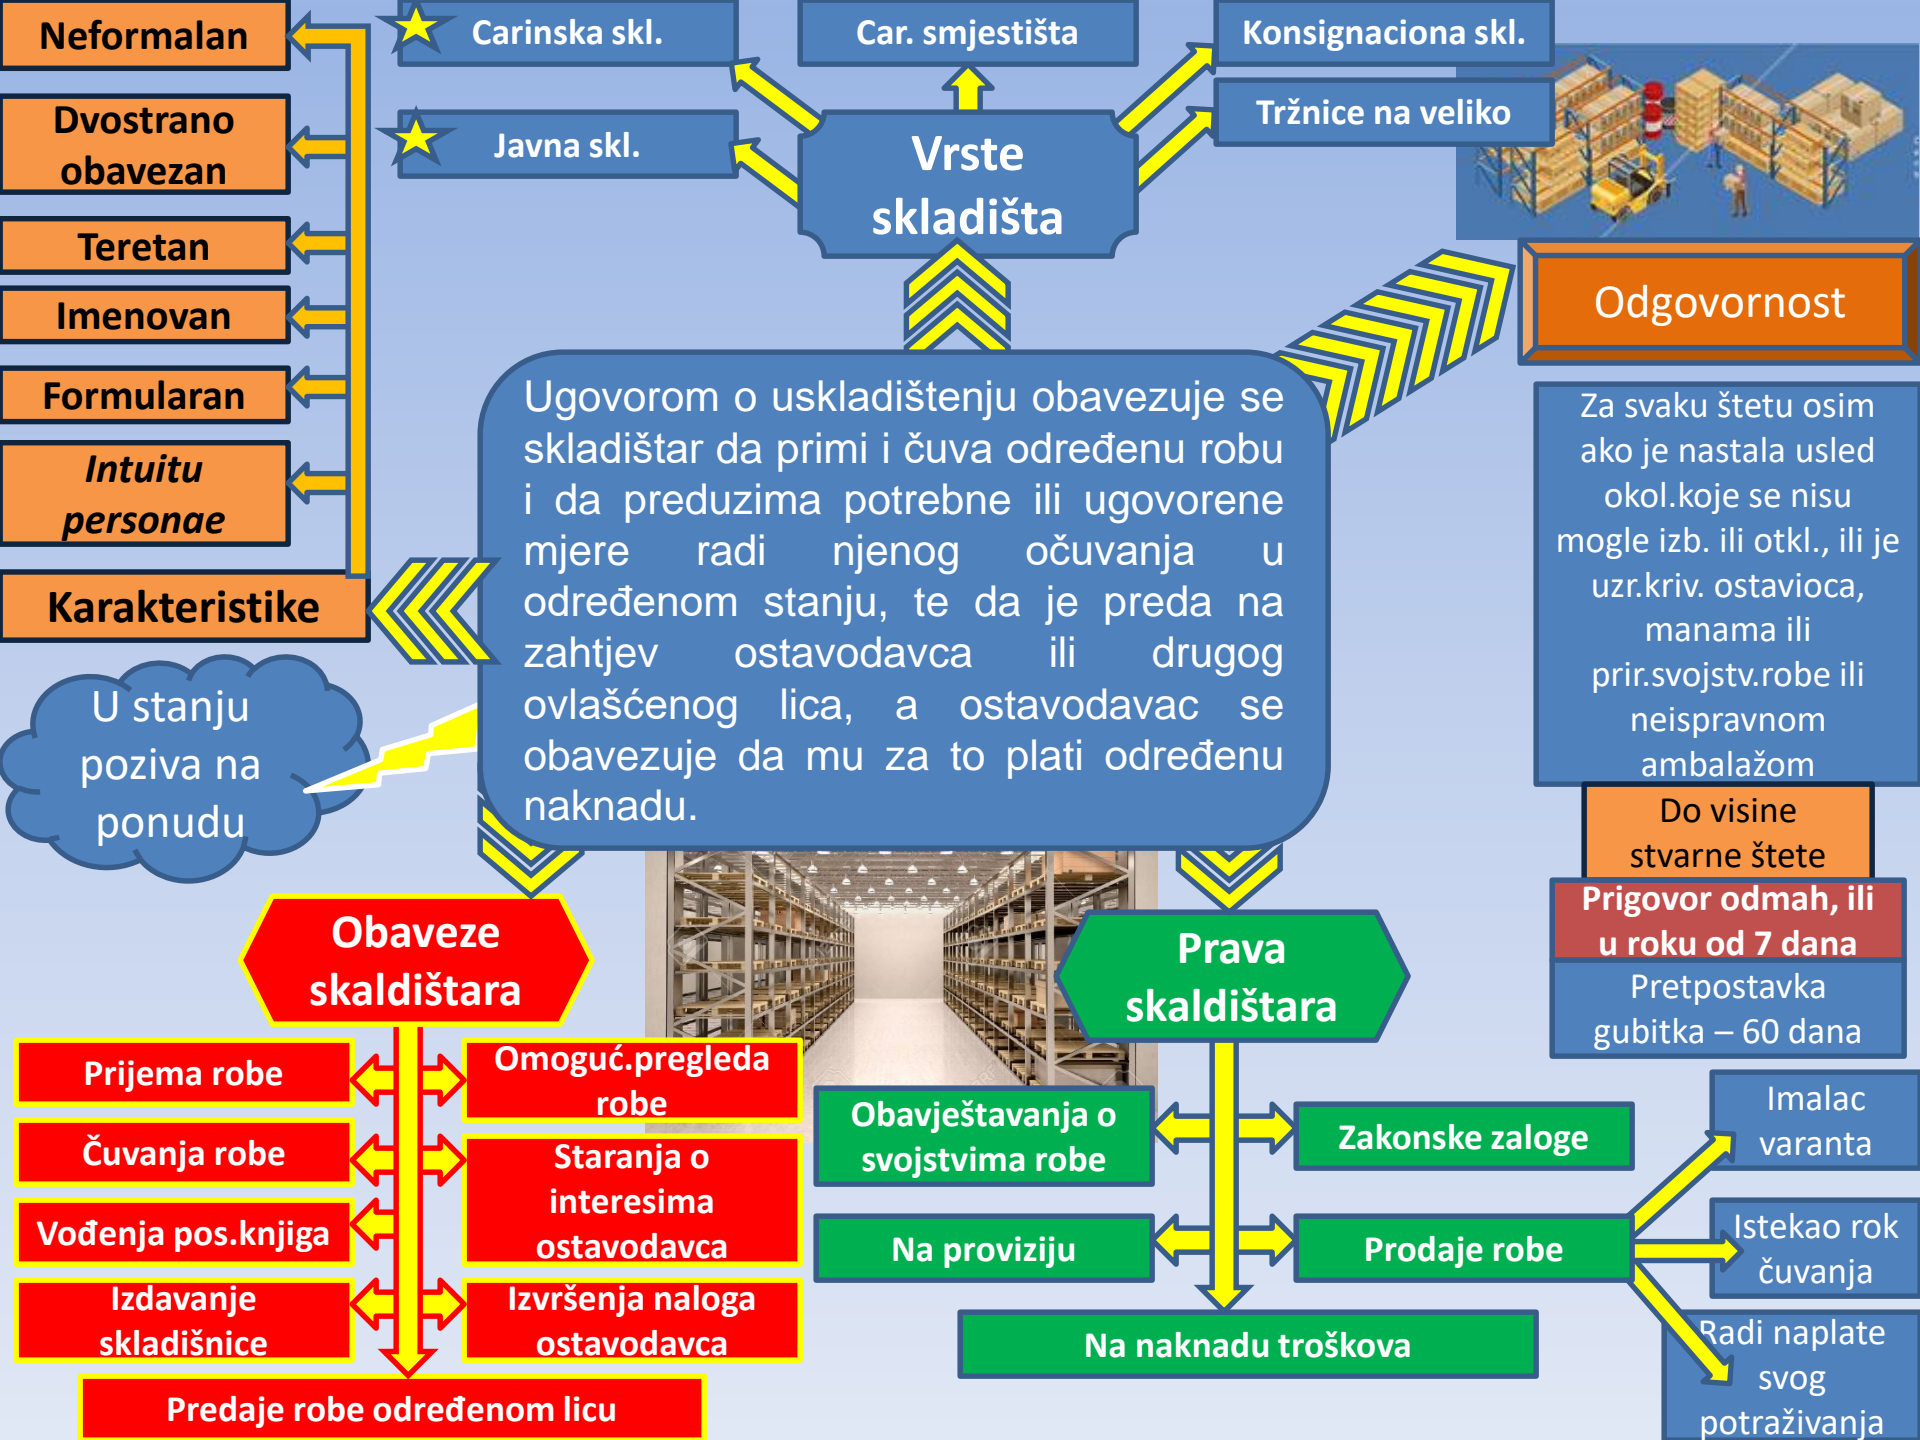 Neformalan
Dvostrano
obavezan
Teretan
Imenovan
Formularan
Intuitu
personae
Karakteristike
Carinska skl.
Car. smjestišta
Konsignaciona skl.
Javna skl.
Tržnice na veliko
Vrste
skladišta
Odgovornost
Ugovorom o uskladištenju obavezuje se
skladištar da primi i čuva određenu robu
i da preduzima potrebne ili ugovorene
mjere radi njenog očuvanja u
određenom stanju, te da je preda na
zahtjev ostavodavca ili drugog
ovlašćenog lica, a ostavodavac se
obavezuje da mu za to plati određenu
naknadu.
Za svaku štetu osim
ako je nastala usled
okol.koje se nisu
mogle izb. ili otkl., ili je
uzr.kriv. ostavioca,
manama ili
prir.svojstv.robe ili
neispravnom
ambalažom
Do visine
stvarne štete
Prigovor odmah, ili
u roku od 7 dana
Pretpostavka
gubitka – 60 dana
U stanju
poziva na
ponudu
Obaveze
skaldištara
Prijema robe
Omoguć.pregleda
robe
Čuvanja robe
Staranja o
interesima
ostavodavca
Vođenja pos.knjiga
Izdavanje
skladišnice
Izvršenja naloga
ostavodavca
Predaje robe određenom licu
Prava
skaldištara
Obavještavanja o
svojstvima robe
Zakonske zaloge
Na proviziju
Prodaje robe
Na naknadu troškova
Imalac
varanta
Istekao rok
čuvanja
Radi naplate
svog
potraživanja